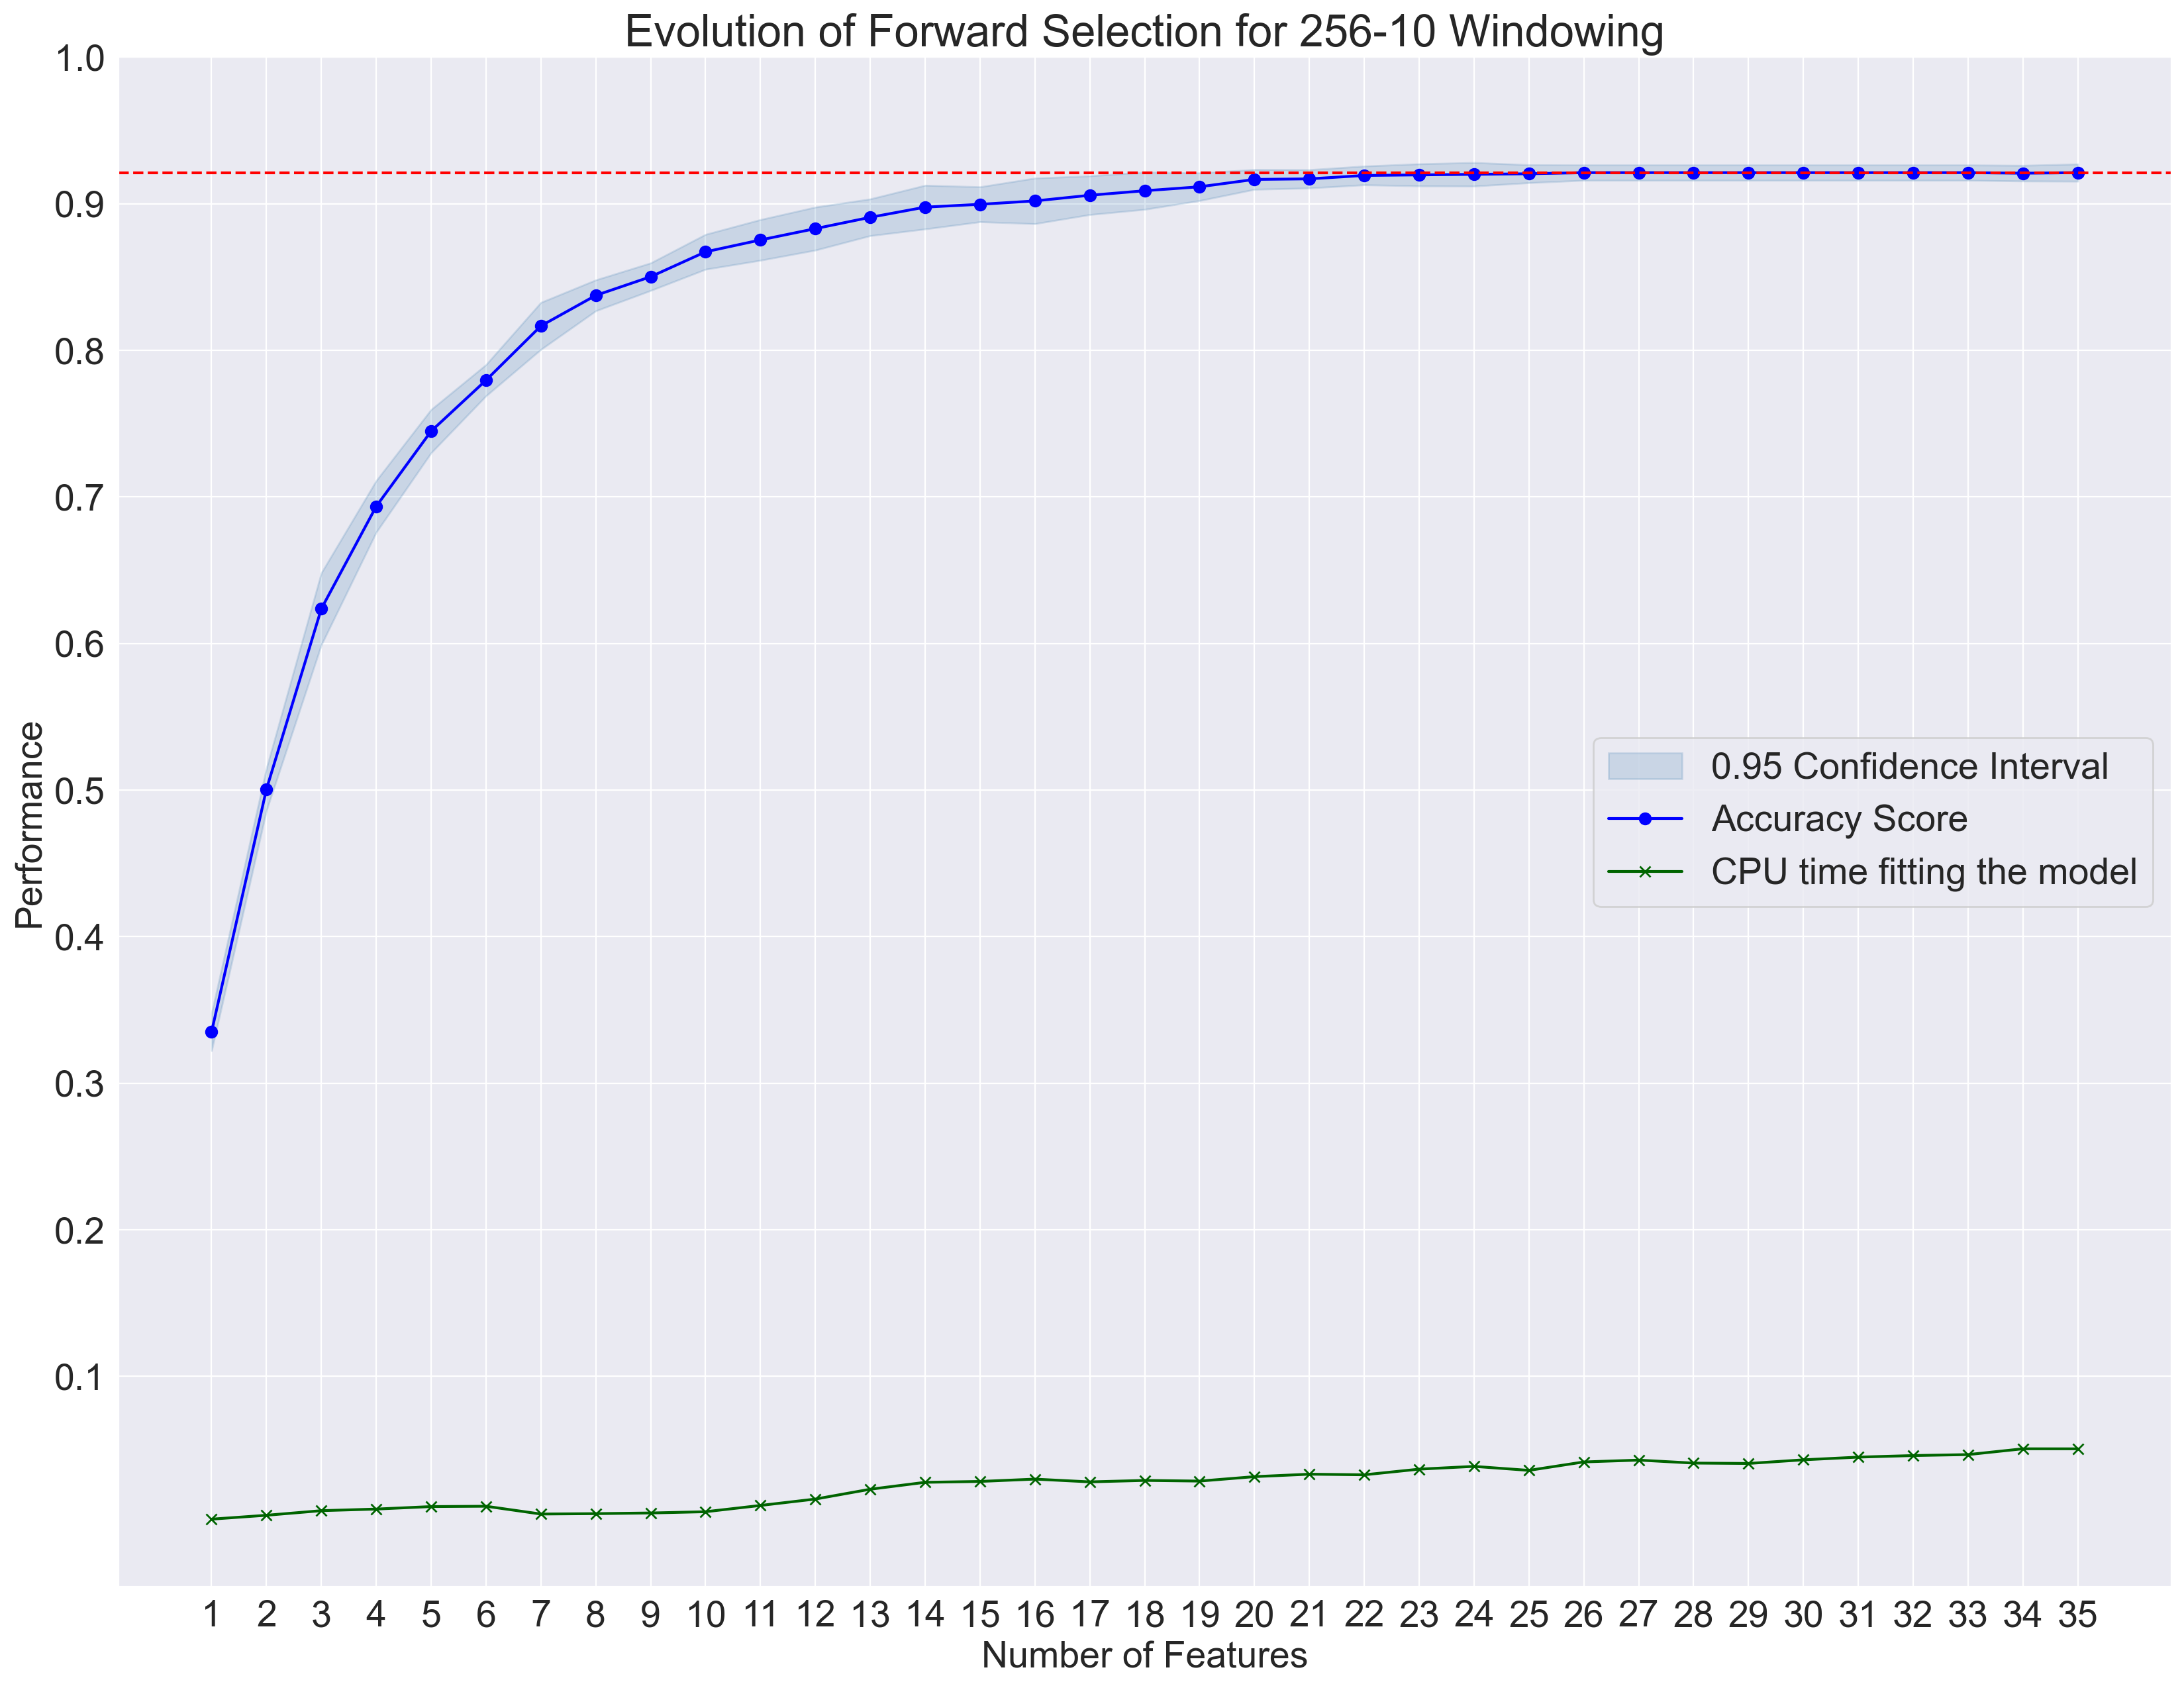 Evolution of Forward Selection for 256-10 Windowing
1.0
0.9
0.8
0.7
0.6
0.5
0.4
0.3
0.2
0.1
Performance
0.95 Confidence Interval
Accuracy Score
CPU time fitting the model
1 2 3 4 5 6 7 8 9 10 11 12 13 14 15 16 17 18 19 20 21 22 23 24 25 26 27 28 29 30 31 32 33 34 35
Number of Features